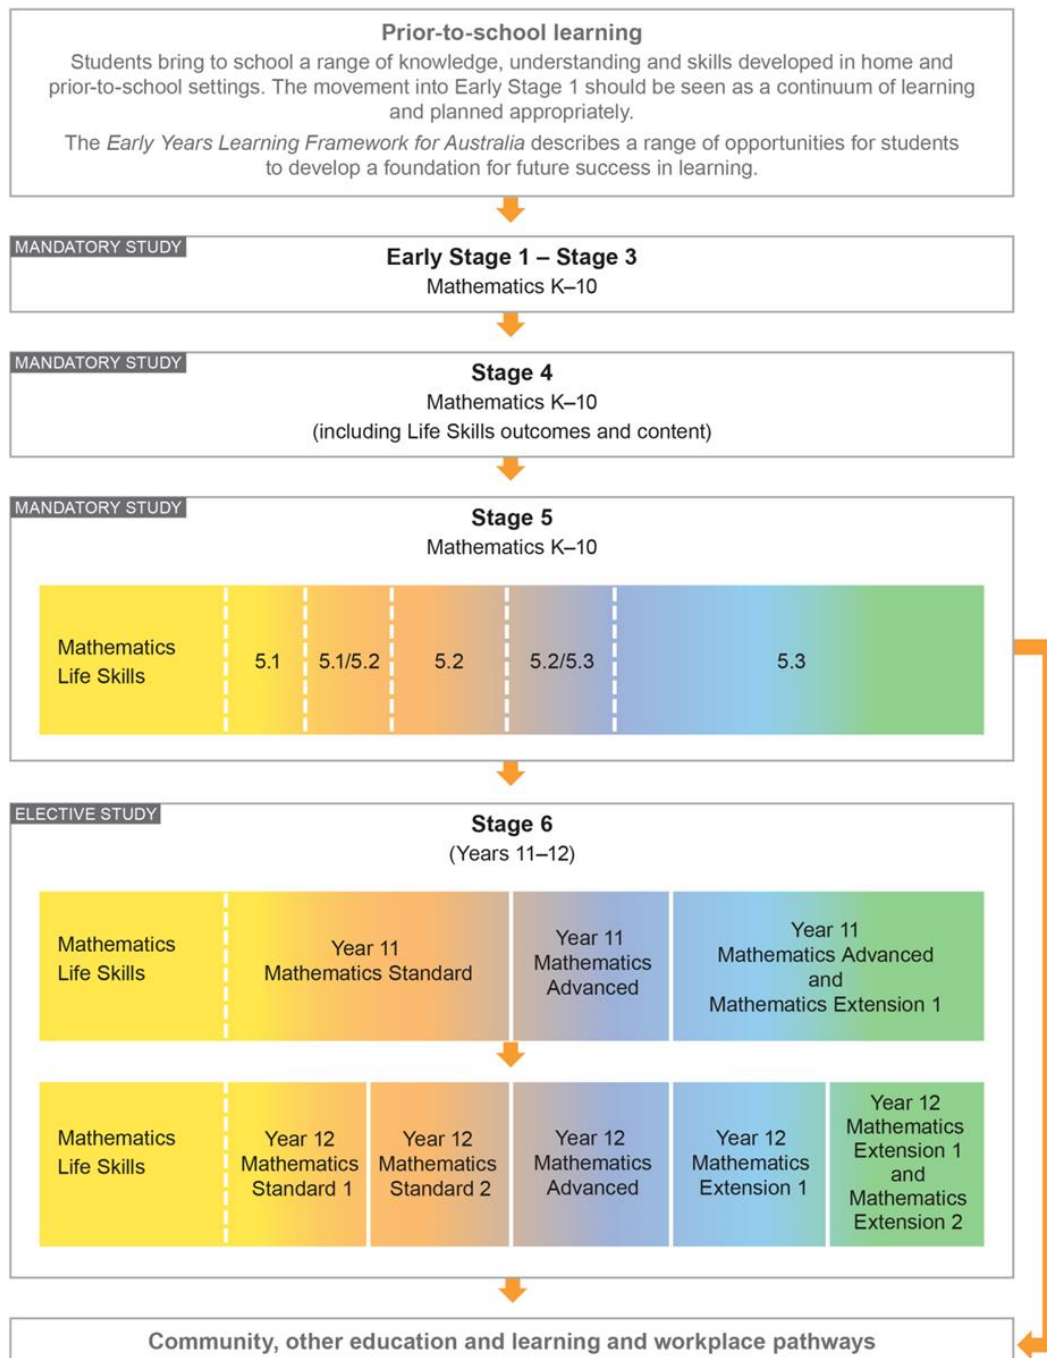 Prior-to-school learning
Students bring to school a range of knowledge, understanding and skills developed in home and
prior-to-school settings. The movement into Early Stage 1 should be seen as a continuum of learning
and planned appropriately.
The Early Years Learning Framework for Australia describes a range of opportunities for students
to develop a foundation for future success in learning.
MANDATORY STUDY
Early Stage 1 – Stage 3
Mathematics K–10
MANDATORY STUDY
Stage 4
Mathematics K–10
(including Life Skills outcomes and content)
MANDATORY STUDY
Stage 5
Mathematics K–10
Mathematics
Life Skills
5.1
5.1/5.2
5.2
5.2/5.3
5.3
ELECTIVE STUDY
Stage 6
(Years 11–12)
Mathematics
Life Skills
Year 11
Mathematics Standard
Year 11
Mathematics
Advanced
Year 11
Mathematics Advanced
and
Mathematics Extension 1
Mathematics
Life Skills
Year 12
Mathematics
Standard 1
Year 12
Mathematics
Standard 2
Year 12
Mathematics
Advanced
Year 12
Mathematics
Extension 1
Year 12
Mathematics
Extension 1
and
Mathematics
Extension 2
Community, other education and learning and workplace pathways